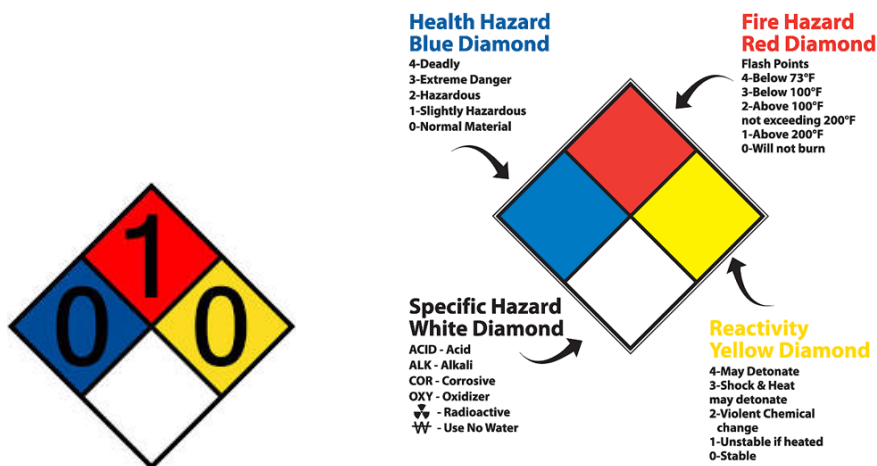 1
0
0
Health Hazard
Blue Diamond
4-Deadly
3-Extreme Danger
2-Hazardous
1-Slightly Hazardous
0-Normal Material
Fire Hazard
Red Diamond
Flash Points
4-Below 73°F
3-Below 100°F
2-Above 100°F
not exceeding 200°F
1-Above 200°F
0-Will not burn
Specific Hazard
White Diamond
ACID - Acid
ALK - Alkali
COR - Corrosive
OXY - Oxidizer
- Radioactive
W - Use No Water
Reactivity
Yellow Diamond
4-May Detonate
3-Shock & Heat
may detonate
2-Violent Chemical
change
1-Unstable if heated
0-Stable